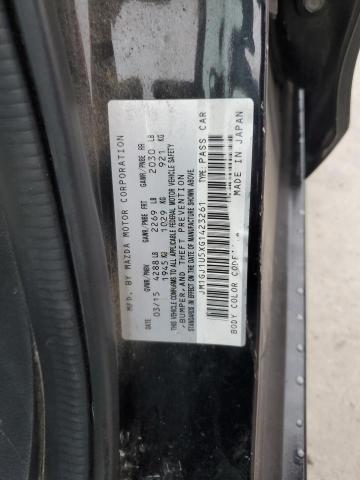 MFD. BY MAZDA MOTOR CORPORATION
03/15 GVWR/PNBV GAWR/PNBE FRT GAWR/PNBE RR
4288 LB 2269 LB 2030 LB
1945 KG 1029 KG 921 KG
THIS VEHICLE CONFORMS TO ALL APPLICABLE FEDERAL MOTOR VEHICLE SAFETY
, BUMPER, AND THEFT PREVENTION
STANDARDS IN EFFECT ON THE DATE OF MANUFACTURE SHOWN ABOVE.
JM1GJ1U5XG1423261 TYPE: PASS CAR
BODY COLOR CODE: MADE IN JAPAN